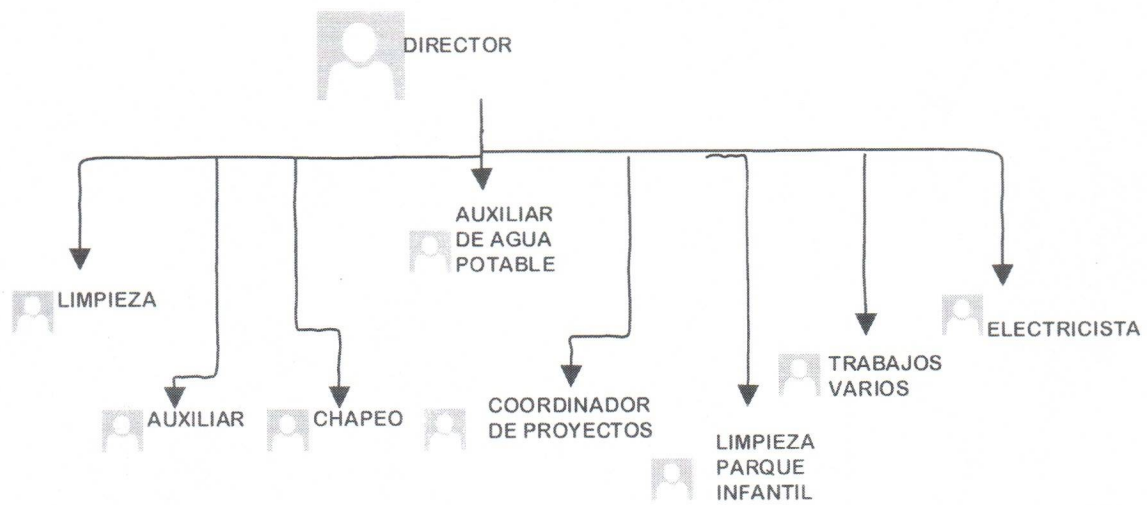 DIRECTOR
AUXILIAR
DE AGUA
POTABLE
LIMPIEZA
ELECTRICISTA
TRABAJOS
VARIOS
AUXILIAR
CHAPEO
COORDINADOR
DE PROYECTOS
LIMPIEZA
PARQUE
INFANTIL